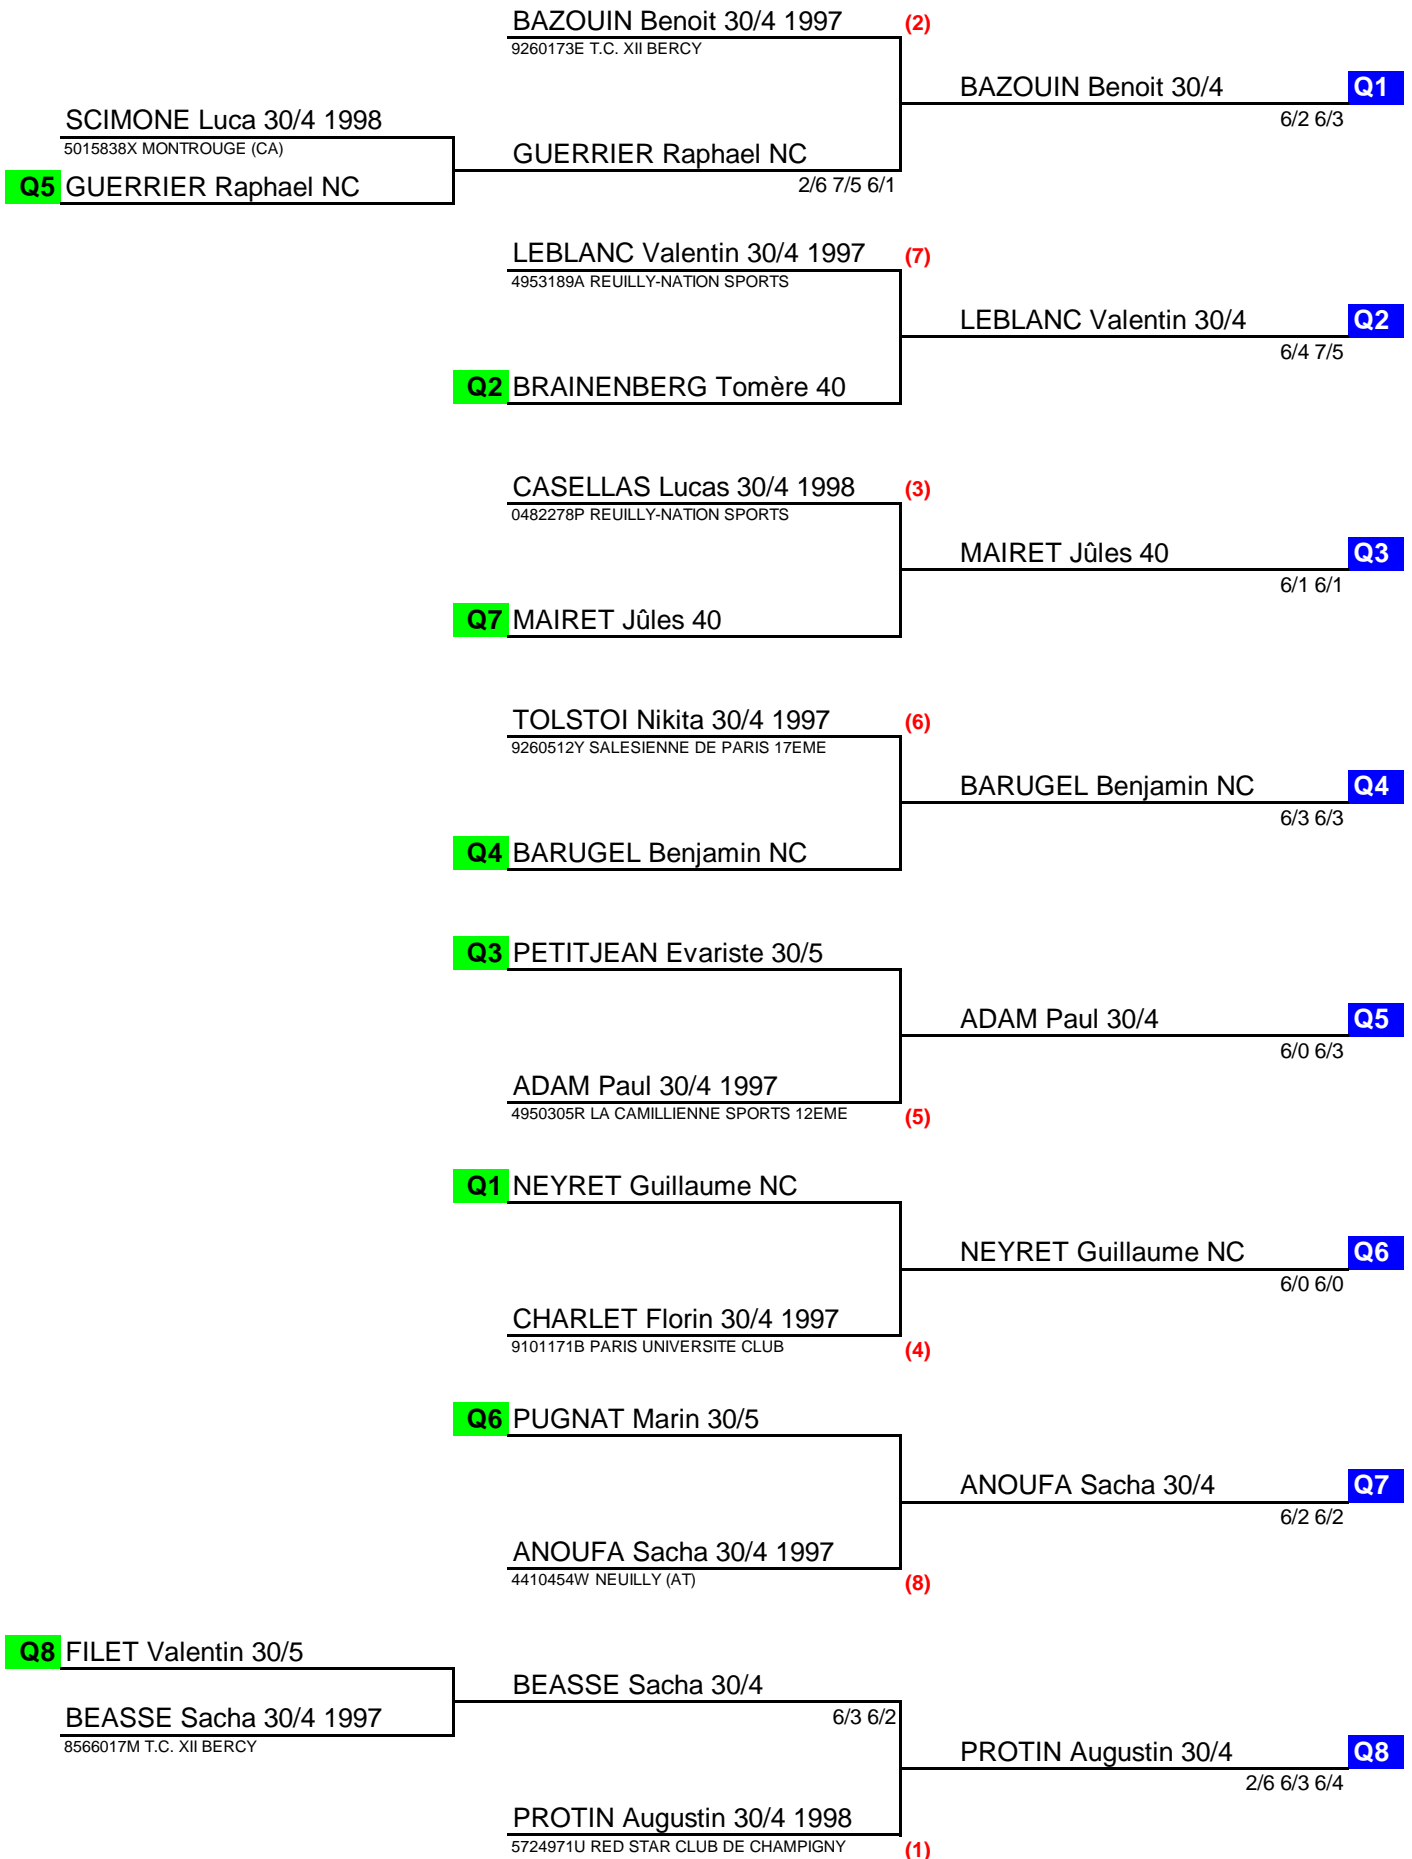 BAZOUIN Benoit 30/4 1997 (2)
9260173E T.C. XII BERCY
BAZOUIN Benoit 30/4 Q1
6/2 6/3
SCIMONE Luca 30/4 1998
5015838X MONTROUGE (CA)
GUERRIER Raphael NC
2/6 7/5 6/1
Q5 GUERRIER Raphael NC
LEBLANC Valentin 30/4 1997 (7)
4953189A REUILLY-NATION SPORTS
LEBLANC Valentin 30/4 Q2
6/4 7/5
Q2 BRAINENBERG Tomère 40
CASELLAS Lucas 30/4 1998 (3)
0482278P REUILLY-NATION SPORTS
MAIRET Jûles 40 Q3
6/1 6/1
Q7 MAIRET Jûles 40
TOLSTOI Nikita 30/4 1997 (6)
9260512Y SALESIENNE DE PARIS 17EME
BARUGEL Benjamin NC Q4
6/3 6/3
Q4 BARUGEL Benjamin NC
Q3 PETITJEAN Evariste 30/5
ADAM Paul 30/4 Q5
6/0 6/3
ADAM Paul 30/4 1997
4950305R LA CAMILLIENNE SPORTS 12EME (5)
Q1 NEYRET Guillaume NC
NEYRET Guillaume NC Q6
6/0 6/0
CHARLET Florin 30/4 1997
9101171B PARIS UNIVERSITE CLUB (4)
Q6 PUGNAT Marin 30/5
ANOUFA Sacha 30/4 Q7
6/2 6/2
ANOUFA Sacha 30/4 1997
4410454W NEUILLY (AT) (8)
Q8 FILET Valentin 30/5
BEASSE Sacha 30/4
6/3 6/2
BEASSE Sacha 30/4 1997
8566017M T.C. XII BERCY
PROTIN Augustin 30/4 Q8
2/6 6/3 6/4
PROTIN Augustin 30/4 1998
5724971U RED STAR CLUB DE CHAMPIGNY (1)